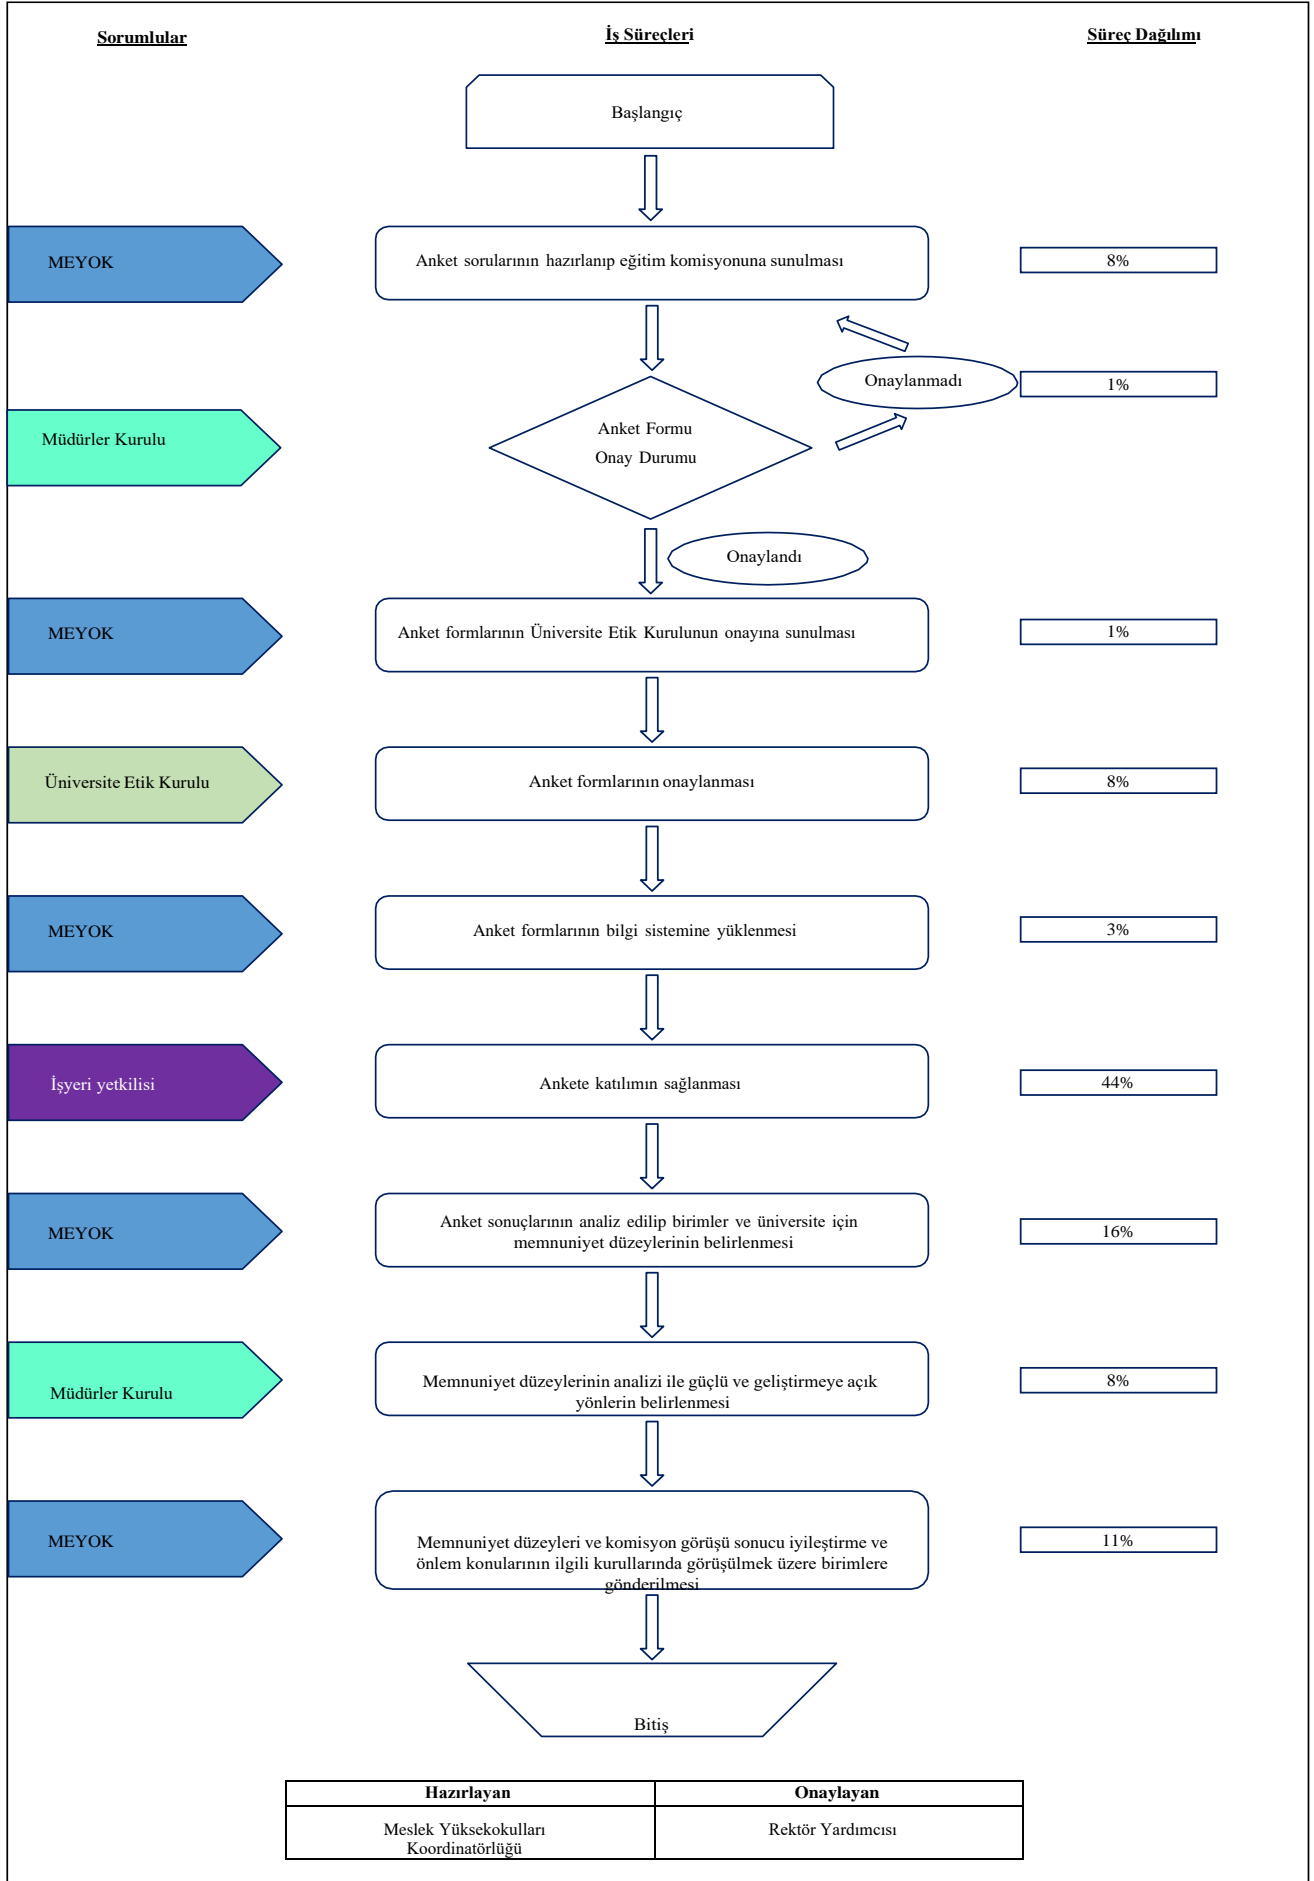 Sorumlular
İş Süreçleri
Süreç Dağılımı
Başlangıç
MEYOK
Anket sorularının hazırlanıp eğitim komisyonuna sunulması
8%
Onaylanmadı
1%
Müdürler Kurulu
Anket Formu
Onay Durumu
Onaylandı
MEYOK
Anket formlarının Üniversite Etik Kurulunun onayına sunulması
1%
Üniversite Etik Kurulu
Anket formlarının onaylanması
8%
MEYOK
Anket formlarının bilgi sistemine yüklenmesi
3%
İşyeri yetkilisi
Ankete katılımın sağlanması
44%
MEYOK
Anket sonuçlarının analiz edilip birimler ve üniversite için
memnuniyet düzeylerinin belirlenmesi
16%
Müdürler Kurulu
Memnuniyet düzeylerinin analizi ile güçlü ve geliştirmeye açık
yönlerin belirlenmesi
8%
MEYOK
Memnuniyet düzeyleri ve komisyon görüşü sonucu iyileştirme ve
önlem konularının ilgili kurullarında görüşülmek üzere birimlere
gönderilmesi
11%
Bitiş
Hazırlayan
Onaylayan
Meslek Yüksekokulları
Koordinatörlüğü
Rektör Yardımcısı